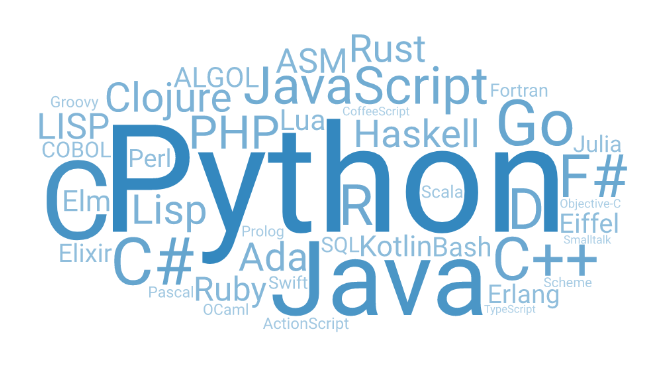 Rust
ASM
ALGOL
JavaScript
Fortran
Groovy
Clojure
CoffeeScript
LISP
PHP
Lua
Haskell
Go
Julia
COBOL
Perl
Python
F#
C
Elm
Lisp
R
Scala
D
Objective-C
Eiffel
Prolog
Smalltalk
Elixir
C#
Ada
SQL
Kotlin
Bash
C++
Java
Pascal
Ruby
Swift
Erlang
Scheme
OCaml
TypeScript
ActionScript